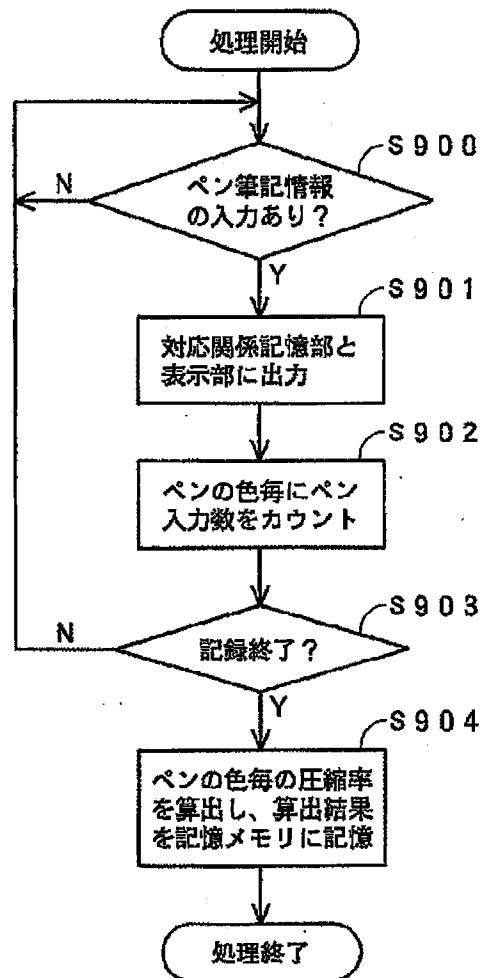 処理開始
S900
N
ペン筆記情報
の入力あり?
Y
S901
対応関係記憶部と
表示部に出力
S902
ペンの色毎にペン
入力数をカウント
S903
N
記録終了?
Y
S904
ペンの色毎の圧縮率
を算出し、算出結果
を記憶メモリに記憶
処理終了